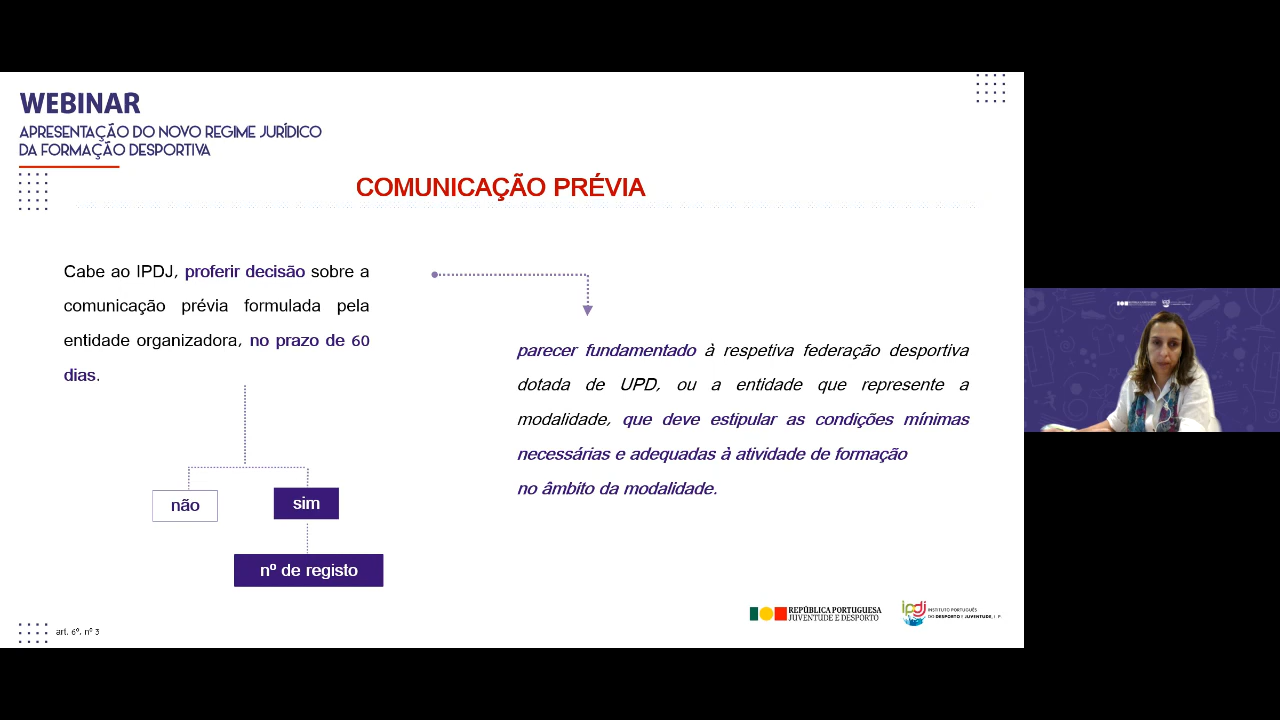 WEBINAR
APRESENTAÇÃO DO NOVO REGIME JURÍDICO
DA FORMAÇÃO DESPORTIVA
COMUNICAÇÃO PRÉVIA
Cabe ao IPDJ, proferir decisão sobre a
comunicação prévia formulada pela
entidade organizadora, no prazo de 60
dias.
não
sim
nº de registo
parecer fundamentado à respetiva federação desportiva
dotada de UPD, ou a entidade que represente a
modalidade, que deve estipular as condições mínimas
necessárias e adequadas à atividade de formação
no âmbito da modalidade.
art. 6º, nº 3
REPÚBLICA PORTUGUESA
JUVENTUDE E DESPORTO
ipdj
INSTITUTO PORTUGUÊS
DO DESPORTO E JUVENTUDE, I. P.